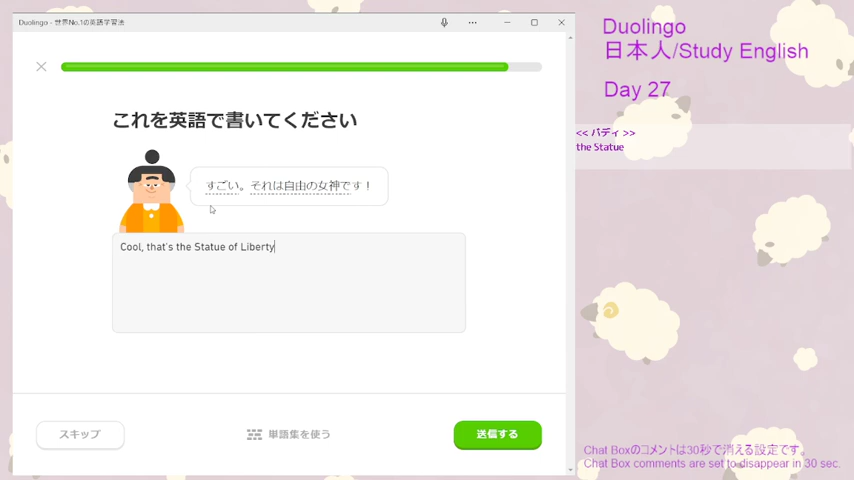 Duolingo - 世界No.1の英語学習法
これを英語で書いてください
すごい。それは自由の女神です！
Cool, that's the Statue of Liberty
スキップ
単語集を使う
送信する
Duolingo
日本人/Study English
Day 27
<< バディ >>
the Statue
Chat Boxのコメントは30秒で消える設定です。
Chat Box comments are set to disappear in 30 sec.